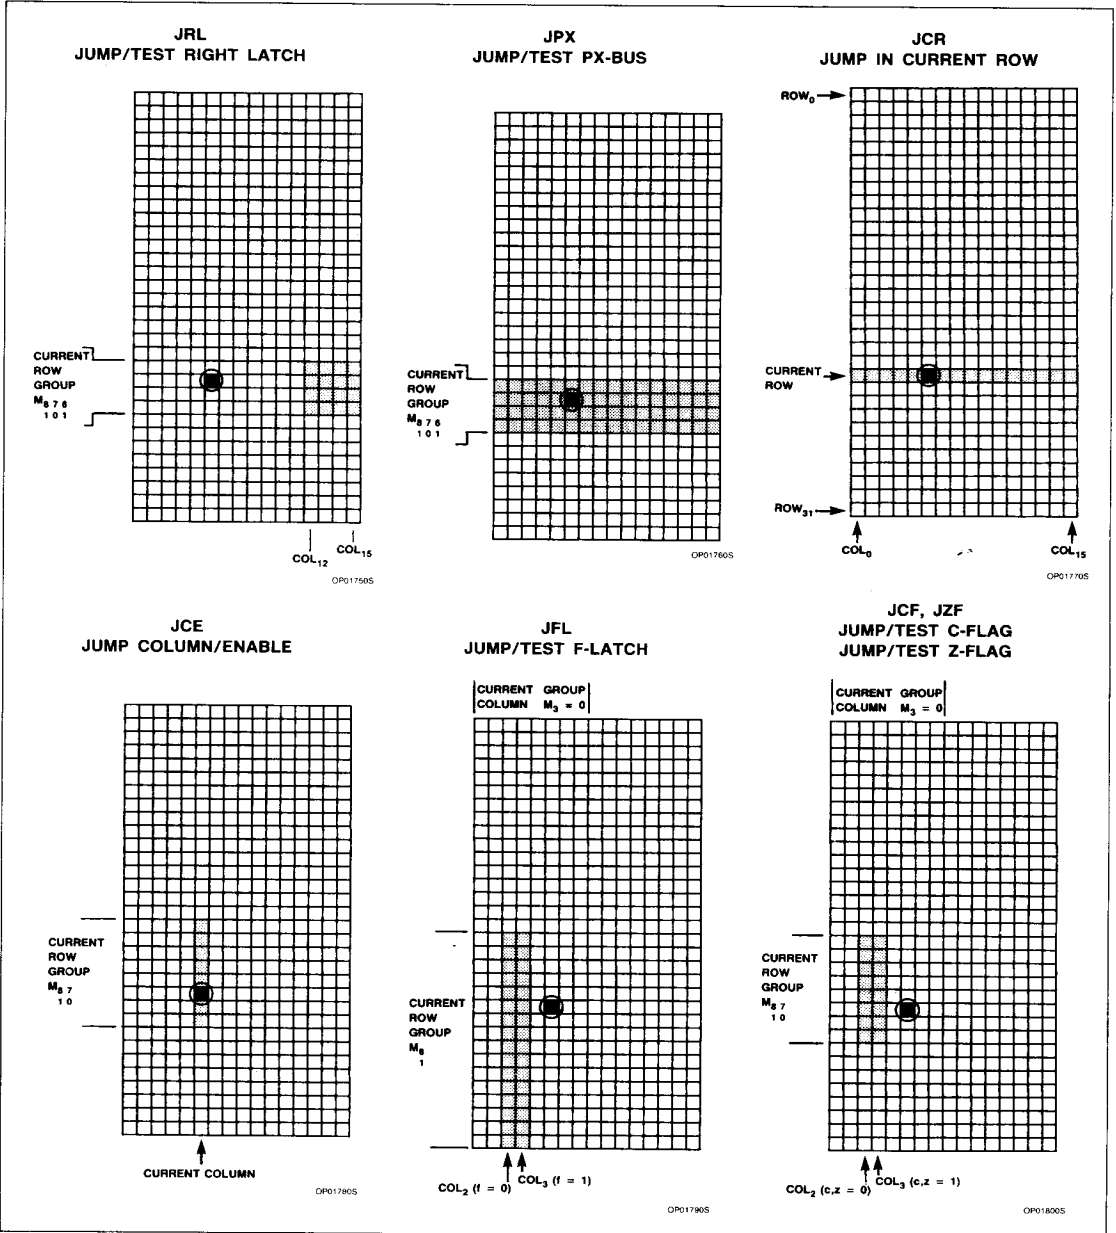 JRL
JUMP/TEST RIGHT LATCH
CURRENT
ROW
GROUP
M₈ ₇ ₆
1 0 1
COL₁₂
COL₁₅
OP01750S
JPX
JUMP/TEST PX-BUS
CURRENT
ROW
GROUP
M₈ ₇ ₆
1 0 1
OP01760S
JCR
JUMP IN CURRENT ROW
ROW₀
CURRENT
ROW
ROW₃₁
COL₀
COL₁₅
OP01770S
JCE
JUMP COLUMN/ENABLE
CURRENT
ROW
GROUP
M₈ ₇
1 0
CURRENT COLUMN
OP01780S
JFL
JUMP/TEST F-LATCH
CURRENT GROUP
COLUMN M₃ = 0
CURRENT
ROW
GROUP
M₈
1
COL₂ (f = 0)
COL₃ (f = 1)
OP01790S
JCF, JZF
JUMP/TEST C-FLAG
JUMP/TEST Z-FLAG
CURRENT GROUP
COLUMN M₃ = 0
CURRENT
ROW
GROUP
M₈ ₇
1 0
COL₂ (c,z = 0)
COL₃ (c,z = 1)
OP01800S